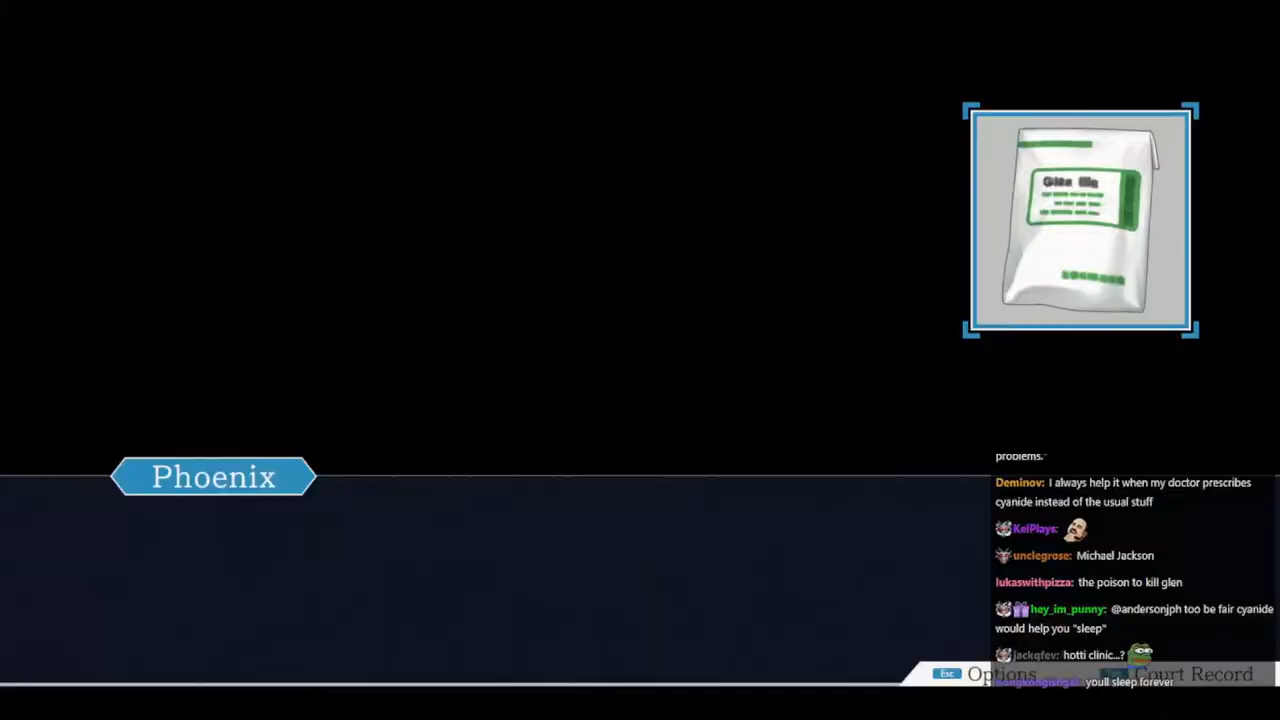 Phoenix
problems."
Deminov: I always help it when my doctor prescribes
cyanide instead of the usual stuff
KeiPlays:
unclegrose: Michael Jackson
lukaswithpizza: the poison to kill glen
hey_im_punny: @andersonjph too be fair cyanide
would help you "sleep"
jackqfev: hotti clinic...?
youll sleep forever
Esc Options
Court Record